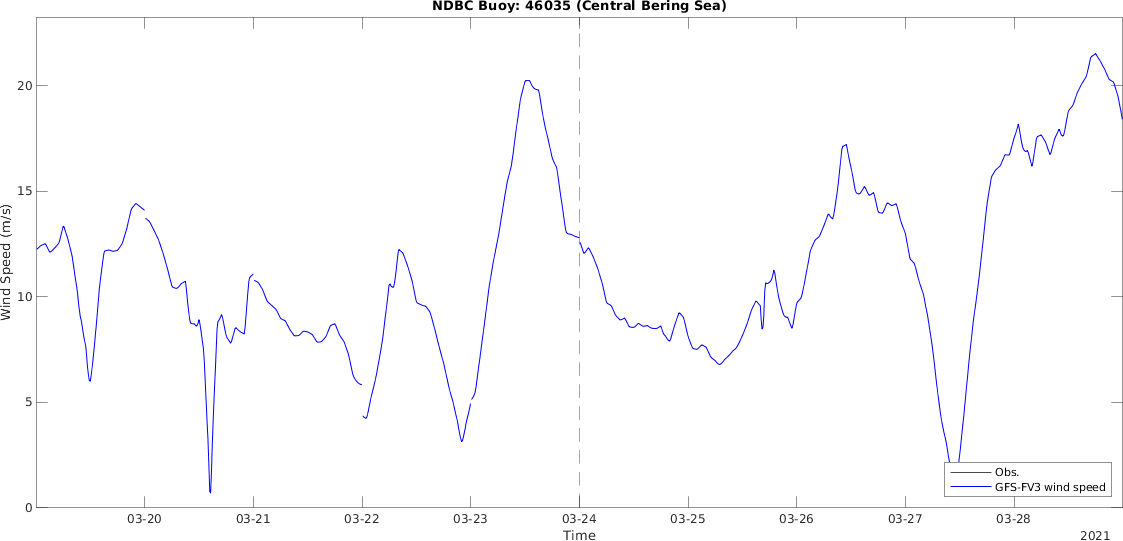 NDBC Buoy: 46035 (Central Bering Sea)
Wind Speed (m/s)
20
15
10
5
0
03-20 03-21 03-22 03-23 03-24 03-25 03-26 03-27 03-28
Time
2021
Obs.
GFS-FV3 wind speed